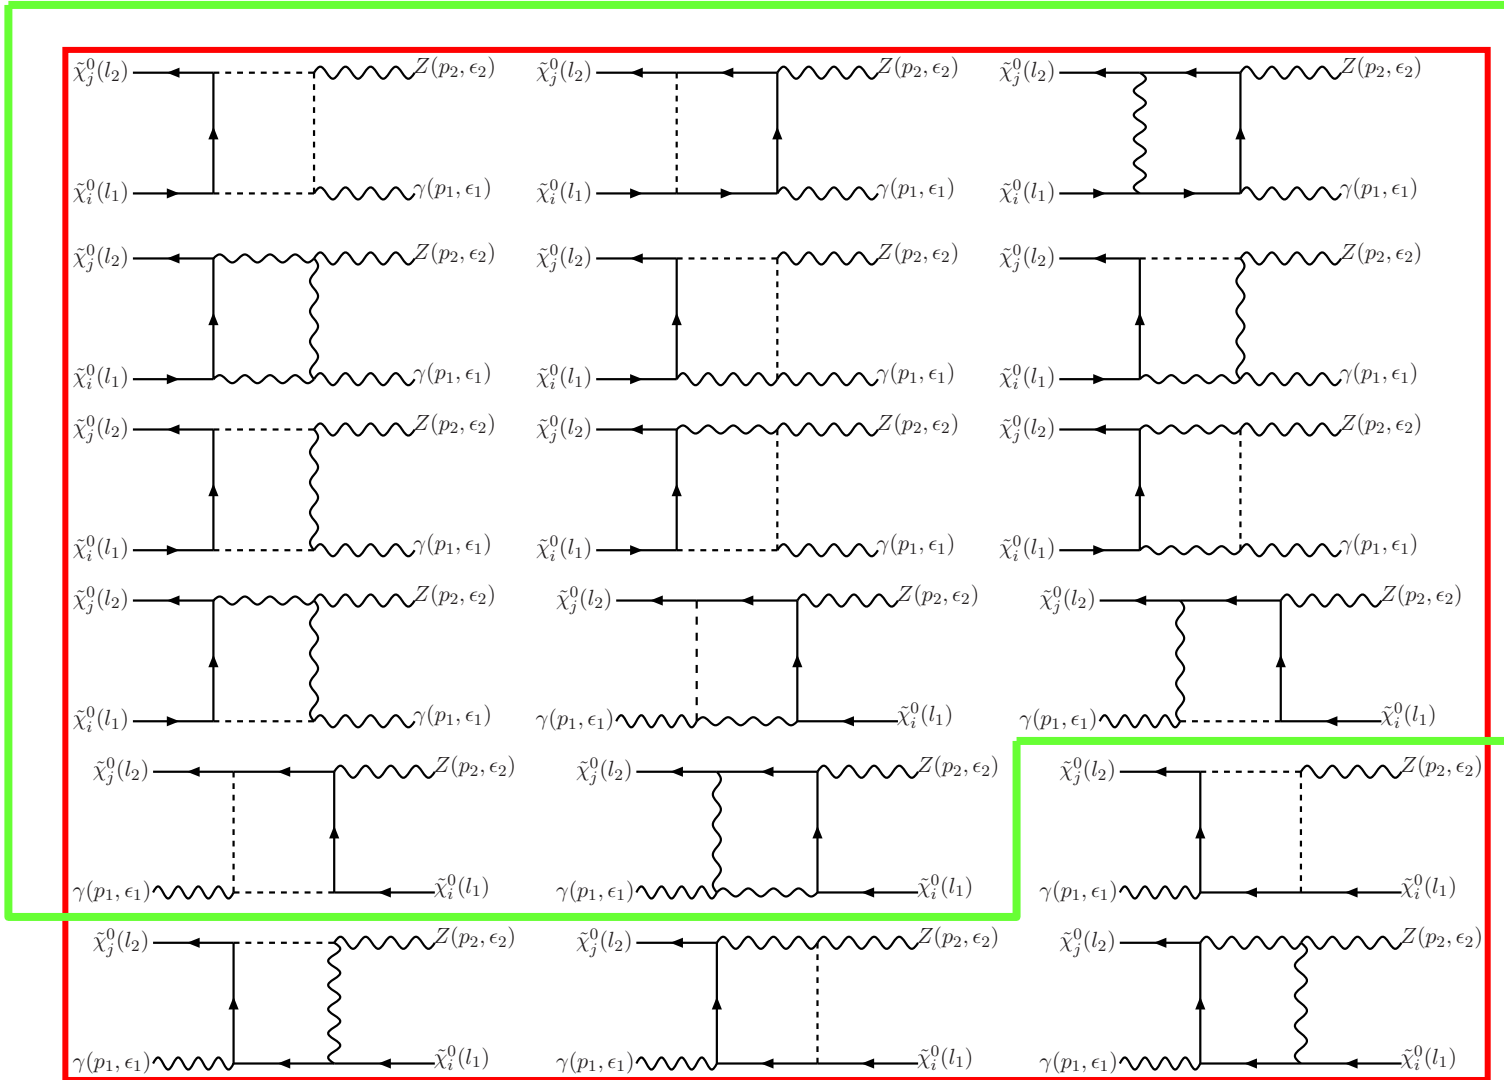 χ̃⁰ⱼ(l₂) Z(p₂, ϵ₂) χ̃⁰ⱼ(l₂) Z(p₂, ϵ₂) χ̃⁰ⱼ(l₂) Z(p₂, ϵ₂)
χ̃⁰ᵢ(l₁) γ(p₁, ϵ₁) χ̃⁰ᵢ(l₁) γ(p₁, ϵ₁) χ̃⁰ᵢ(l₁) γ(p₁, ϵ₁)
χ̃⁰ⱼ(l₂) Z(p₂, ϵ₂) χ̃⁰ⱼ(l₂) Z(p₂, ϵ₂) χ̃⁰ⱼ(l₂) Z(p₂, ϵ₂)
χ̃⁰ᵢ(l₁) γ(p₁, ϵ₁) χ̃⁰ᵢ(l₁) γ(p₁, ϵ₁) χ̃⁰ᵢ(l₁) γ(p₁, ϵ₁)
χ̃⁰ⱼ(l₂) Z(p₂, ϵ₂) χ̃⁰ⱼ(l₂) Z(p₂, ϵ₂) χ̃⁰ⱼ(l₂) Z(p₂, ϵ₂)
χ̃⁰ᵢ(l₁) γ(p₁, ϵ₁) χ̃⁰ᵢ(l₁) γ(p₁, ϵ₁) χ̃⁰ᵢ(l₁) γ(p₁, ϵ₁)
χ̃⁰ⱼ(l₂) Z(p₂, ϵ₂) χ̃⁰ⱼ(l₂) Z(p₂, ϵ₂) χ̃⁰ⱼ(l₂) Z(p₂, ϵ₂)
χ̃⁰ᵢ(l₁) γ(p₁, ϵ₁) γ(p₁, ϵ₁) χ̃⁰ᵢ(l₁) γ(p₁, ϵ₁) χ̃⁰ᵢ(l₁)
χ̃⁰ⱼ(l₂) Z(p₂, ϵ₂) χ̃⁰ⱼ(l₂) Z(p₂, ϵ₂) χ̃⁰ⱼ(l₂) Z(p₂, ϵ₂)
γ(p₁, ϵ₁) χ̃⁰ᵢ(l₁) γ(p₁, ϵ₁) χ̃⁰ᵢ(l₁) γ(p₁, ϵ₁) χ̃⁰ᵢ(l₁)
χ̃⁰ⱼ(l₂) Z(p₂, ϵ₂) χ̃⁰ⱼ(l₂) Z(p₂, ϵ₂) χ̃⁰ⱼ(l₂) Z(p₂, ϵ₂)
γ(p₁, ϵ₁) χ̃⁰ᵢ(l₁) γ(p₁, ϵ₁) χ̃⁰ᵢ(l₁) γ(p₁, ϵ₁) χ̃⁰ᵢ(l₁)